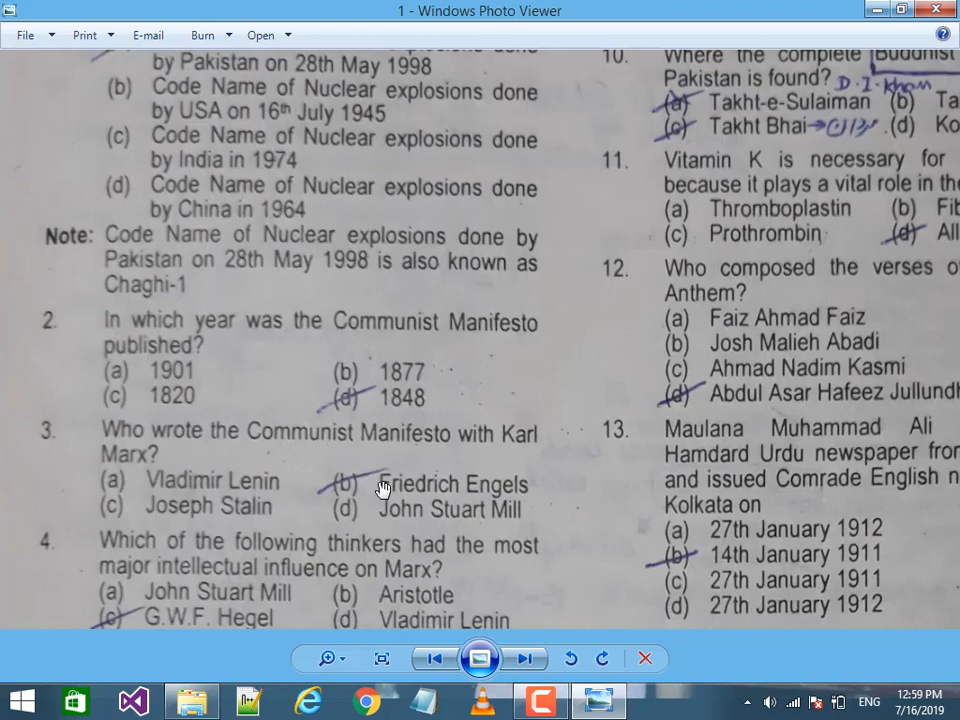 1 - Windows Photo Viewer
File Print E-mail Burn Open
by Pakistan on 28th May 1998
(b) Code Name of Nuclear explosions done
by USA on 16th July 1945
(c) Code Name of Nuclear explosions done
by India in 1974
(d) Code Name of Nuclear explosions done
by China in 1964
Note: Code Name of Nuclear explosions done by
Pakistan on 28th May 1998 is also known as
Chaghi-1
2. In which year was the Communist Manifesto
published?
(a) 1901 (b) 1877
(c) 1820 (d) 1848
3. Who wrote the Communist Manifesto with Karl
Marx?
(a) Vladimir Lenin (b) Friedrich Engels
(c) Joseph Stalin (d) John Stuart Mill
4. Which of the following thinkers had the most
major intellectual influence on Marx?
(a) John Stuart Mill (b) Aristotle
(c) G.W.F. Hegel (d) Vladimir Lenin
10. Where the complete Buddhist
Pakistan is found? D.I.Khan
(a) Takht-e-Sulaiman (b) Ta
(c) Takht Bhai (d) Ko
11. Vitamin K is necessary for
because it plays a vital role in the
(a) Thromboplastin (b) Fib
(c) Prothrombin (d) All
12. Who composed the verses of
Anthem?
(a) Faiz Ahmad Faiz
(b) Josh Malieh Abadi
(c) Ahmad Nadim Kasmi
(d) Abdul Asar Hafeez Jullundh
13. Maulana Muhammad Ali
Hamdard Urdu newspaper from
and issued Comrade English n
Kolkata on
(a) 27th January 1912
(b) 14th January 1911
(c) 27th January 1911
(d) 27th January 1912
ENG
12:59 PM
7/16/2019